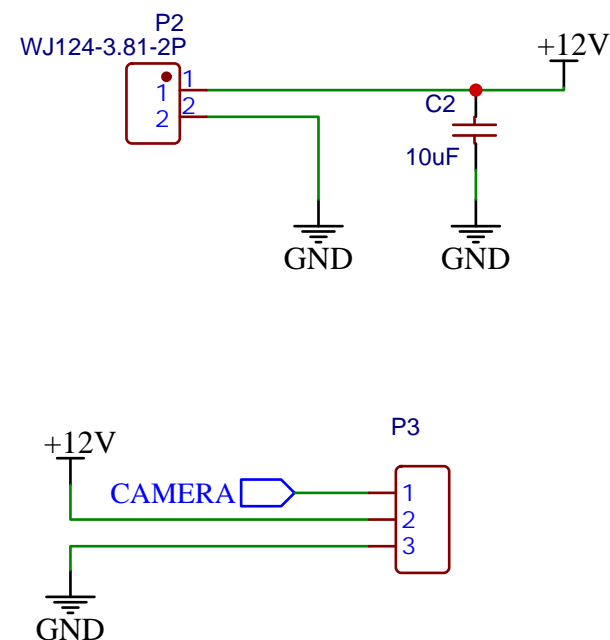 P2
WJ124-3.81-2P
+12V
1 1
2 2
C2
10uF
GND
GND
+12V
P3
CAMERA
1
2
3
GND